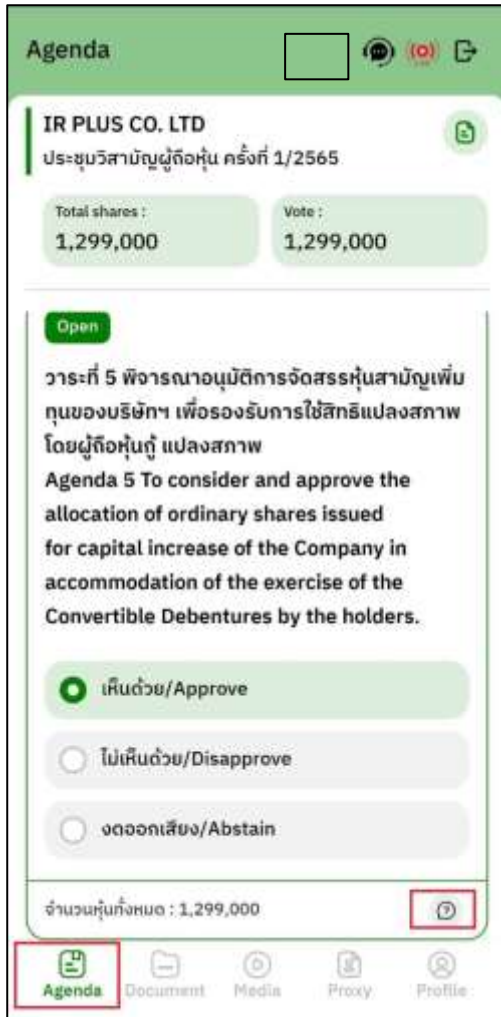 Agenda
IR PLUS CO. LTD
ประชุมวิสามัญผู้ถือหุ้น ครั้งที่ 1/2565
Total shares :
1,299,000
Vote :
1,299,000
Open
วาระที่ 5 พิจารณาอนุมัติการจัดสรรหุ้นสามัญเพิ่ม
ทุนของบริษัทฯ เพื่อรองรับการใช้สิทธิแปลงสภาพ
โดยผู้ถือหุ้นกู้ แปลงสภาพ
Agenda 5 To consider and approve the
allocation of ordinary shares issued
for capital increase of the Company in
accommodation of the exercise of the
Convertible Debentures by the holders.
เห็นด้วย/Approve
ไม่เห็นด้วย/Disapprove
งดออกเสียง/Abstain
จำนวนหุ้นทั้งหมด : 1,299,000
Agenda Document Media Proxy Profile